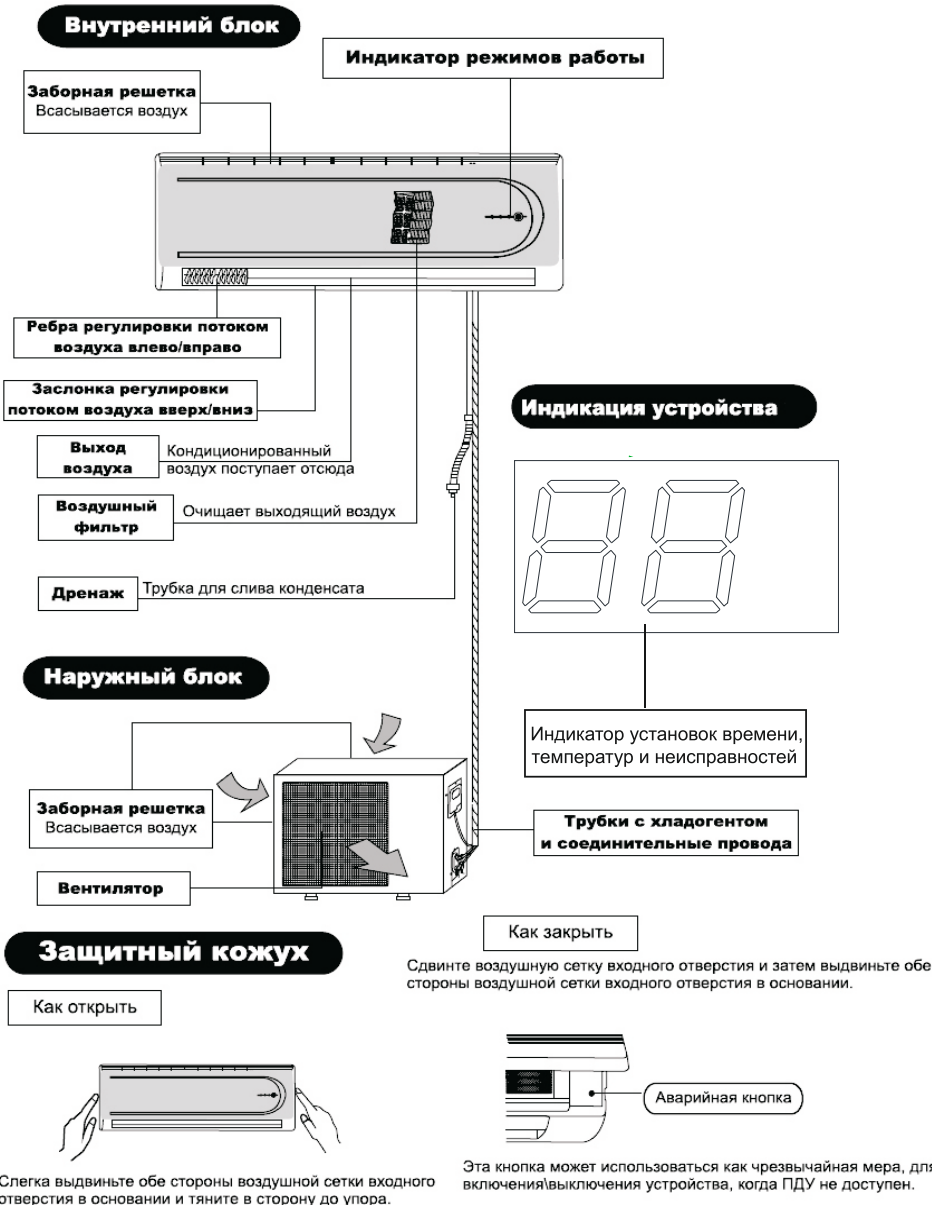 Внутренний блок
Индикатор режимов работы
Заборная решетка
Всасывается воздух
Ребра регулировки потоком
воздуха влево/вправо
Заслонка регулировки
потоком воздуха вверх/вниз
Выход
воздуха
Кондиционированный
воздух поступает отсюда
Воздушный
фильтр
Очищает выходящий воздух
Дренаж
Трубка для слива конденсата
Индикация устройства
88
Индикатор установок времени,
температур и неисправностей
Наружный блок
Заборная решетка
Всасывается воздух
Вентилятор
Трубки с хладогентом
и соединительные провода
Защитный кожух
Как открыть
Слегка выдвиньте обе стороны воздушной сетки входного
отверстия в основании и тяните в сторону до упора.
Как закрыть
Сдвинте воздушную сетку входного отверстия и затем выдвиньте обе
стороны воздушной сетки входного отверстия в основании.
Аварийная кнопка
Эта кнопка может использоваться как чрезвычайная мера, для
включения\выключения устройства, когда ПДУ не доступен.